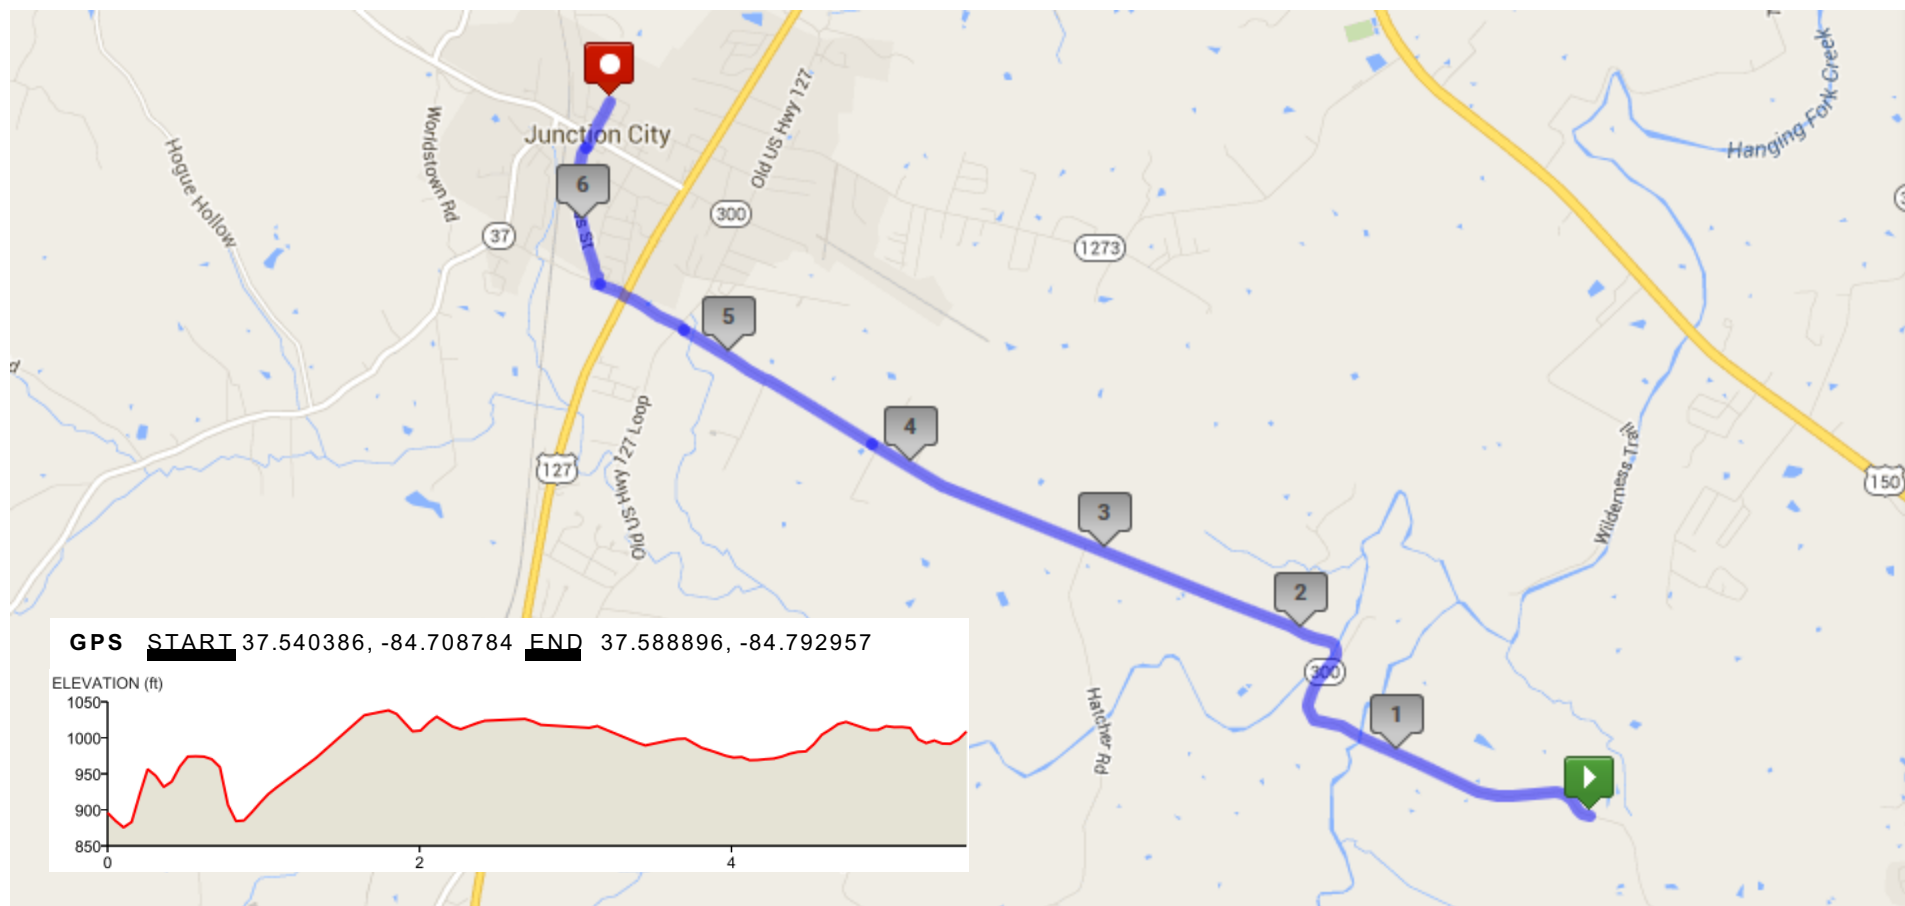 Hanging Fork Creek
Old US Hwy 127
Junction City
Worldstown Rd
Hogue Hollow
6
300
37
1273
5
4
Old US Hwy 127 Loop
127
Wilderness Trail
150
3
2
300
1
Hatcher Rd
GPS START 37.540386, -84.708784 END 37.588896, -84.792957
ELEVATION (ft)
1050
1000
950
900
850
0 2 4